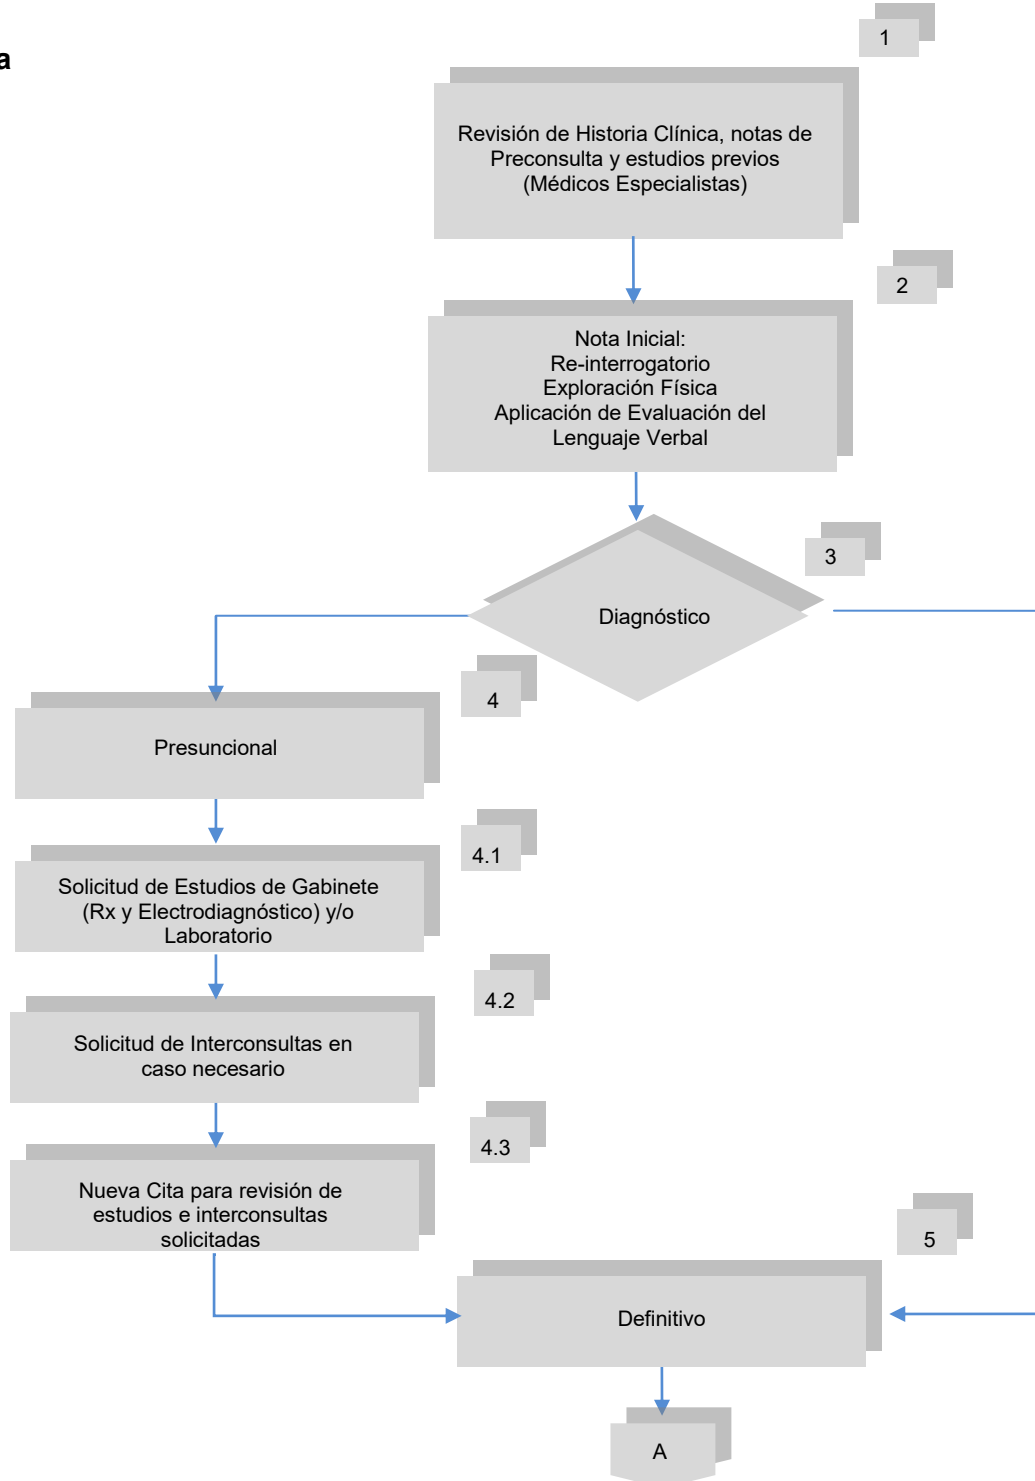 a
1
Revisión de Historia Clínica, notas de
Preconsulta y estudios previos
(Médicos Especialistas)
2
Nota Inicial:
Re-interrogatorio
Exploración Física
Aplicación de Evaluación del
Lenguaje Verbal
3
Diagnóstico
4
Presuncional
4.1
Solicitud de Estudios de Gabinete
(Rx y Electrodiagnóstico) y/o
Laboratorio
4.2
Solicitud de Interconsultas en
caso necesario
4.3
Nueva Cita para revisión de
estudios e interconsultas
solicitadas
5
Definitivo
A